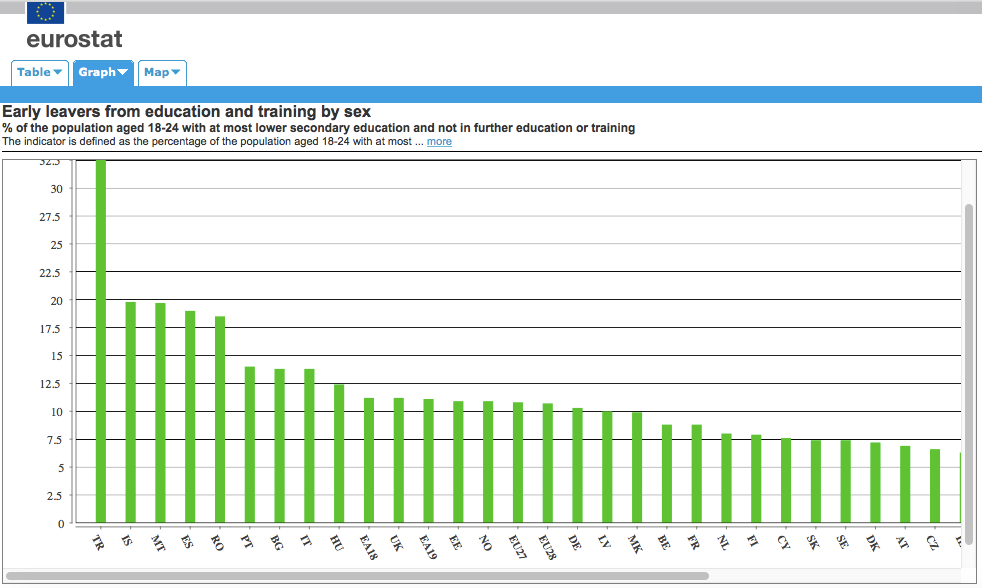 eurostat
Table Graph Map
Early leavers from education and training by sex
% of the population aged 18-24 with at most lower secondary education and not in further education or training
The indicator is defined as the percentage of the population aged 18-24 with at most ... more
32.5
30
27.5
25
22.5
20
17.5
15
12.5
10
7.5
5
2.5
0
TR IS MT ES RO PT BG IT HU EA18 UK EA19 EE NO EU27 EU28 DE LV MK BE FR NL FI CY SK SE DK AT CZ